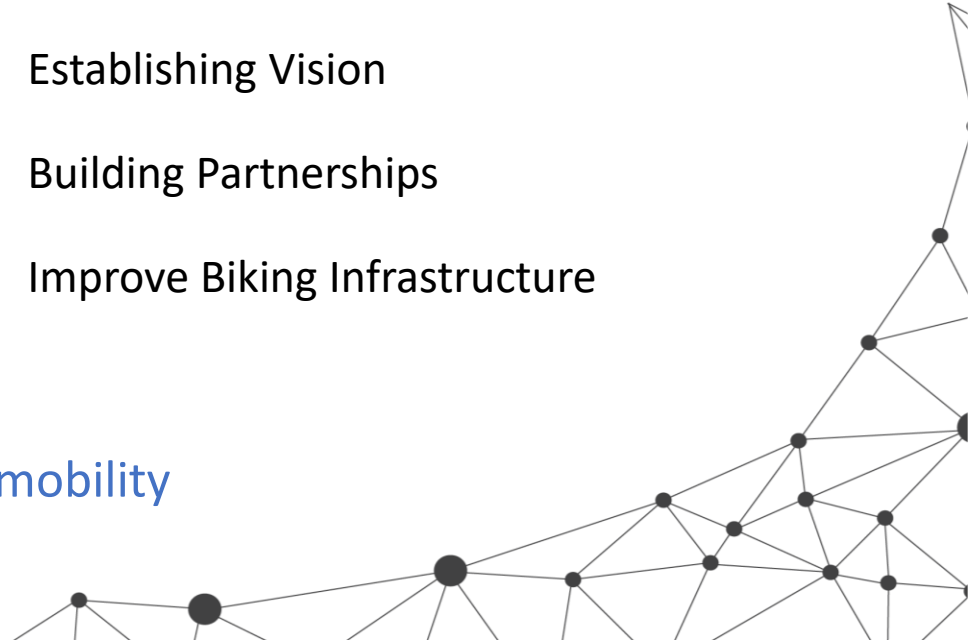 Establishing Vision
Building Partnerships
Improve Biking Infrastructure
mobility